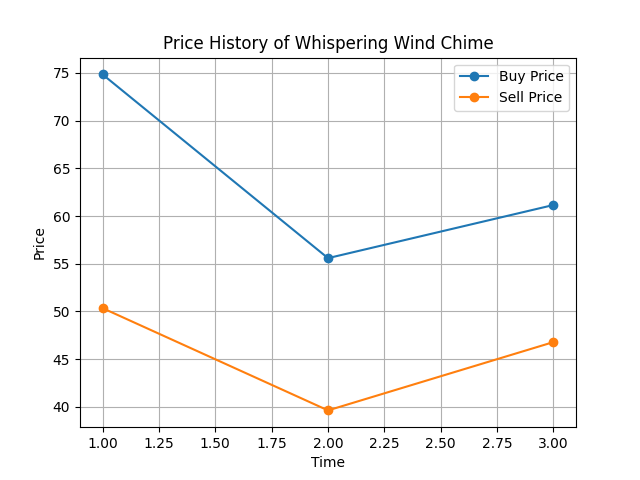 Price History of Whispering Wind Chime
Buy Price
Sell Price
Price
75
70
65
60
55
50
45
40
1.00 1.25 1.50 1.75 2.00 2.25 2.50 2.75 3.00
Time